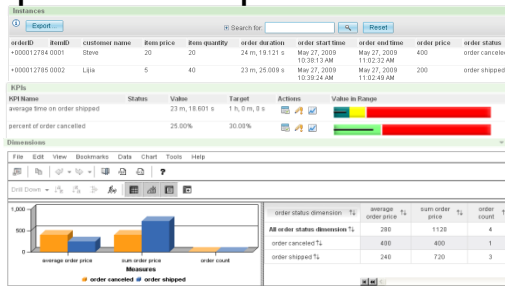 Instances
Export
Search for:
Reset
orderID itemID customer name item price item quantity order duration order start time order end time order price order status
+000012784 0001 Steve 20 20 24 m, 19.121 s May 27, 2009 10:38:13 AM May 27, 2009 11:02:32 AM 400 order cancele
+000012785 0002 Lijia 5 40 23 m, 25.009 s May 27, 2009 10:39:24 AM May 27, 2009 11:02:49 AM 200 order shipped
KPIs
KPI Name Status Value Target Actions Value in Range
average time on order shipped 23 m, 16.601 s 1 h, 0 m, 0 s
percent of order cancelled 25.00% 30.00%
Dimensions
File Edit View Bookmarks Data Chart Tools Help
Drill Down
1,000
500
0
average order price sum order price order count
Measures
order canceled order shipped
order status dimension average order price sum order price order count
All order status dimension 280 1120 4
order canceled 400 400 1
order shipped 240 720 3